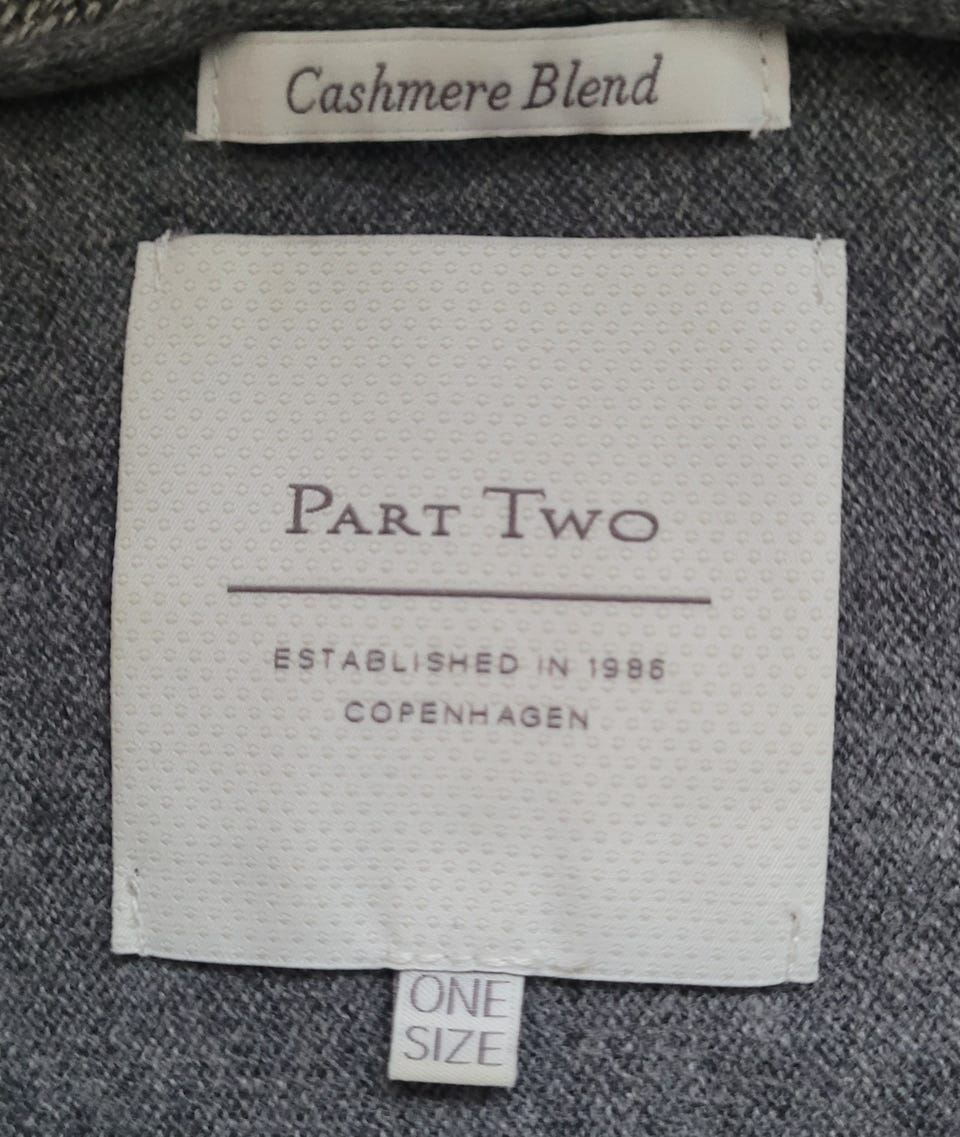 Cashmere Blend
PART TWO
ESTABLISHED IN 1986
COPENHAGEN
ONE
SIZE